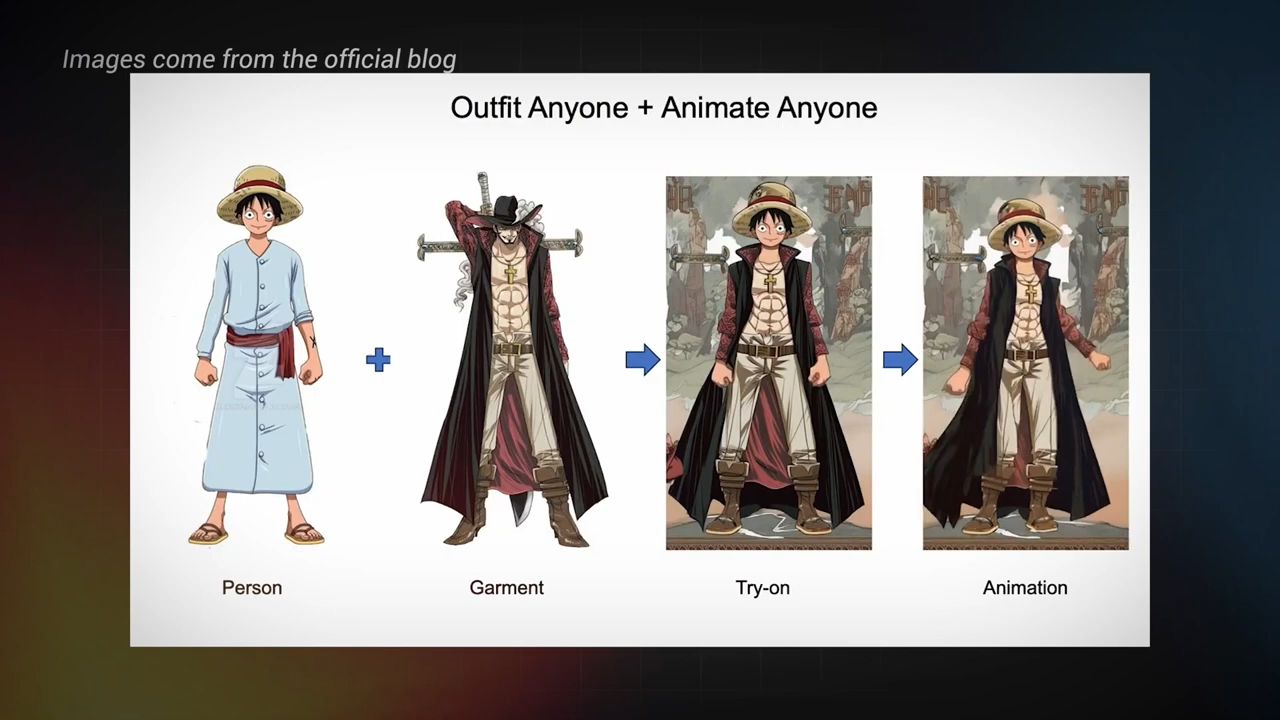 Images come from the official blog
Outfit Anyone + Animate Anyone
Person
Garment
Try-on
Animation